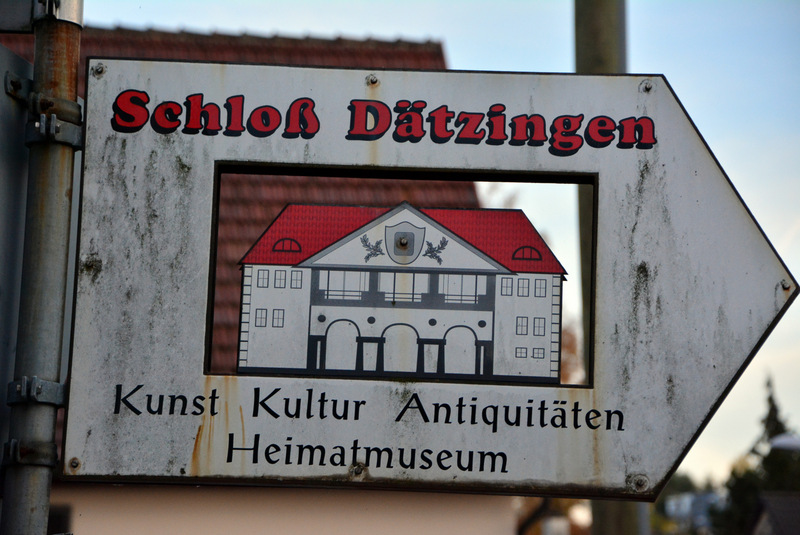 Schloß Dätzingen
Kunst Kultur Antiquitäten
Heimatmuseum